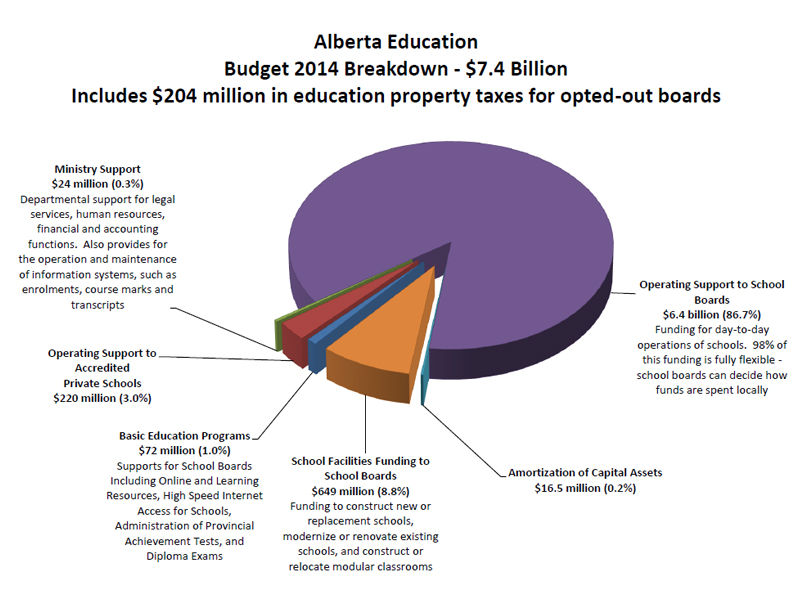 Alberta Education
Budget 2014 Breakdown - $7.4 Billion
Includes $204 million in education property taxes for opted-out boards
Ministry Support
$24 million (0.3%)
Departmental support for legal
services, human resources,
financial and accounting
functions.  Also provides for
the operation and maintenance
of information systems, such as
enrolments, course marks and
transcripts
Operating Support to School
Boards
$6.4 billion (86.7%)
Funding for day-to-day
operations of schools.  98% of
this funding is fully flexible -
school boards can decide how
funds are spent locally
Operating Support to
Accredited
Private Schools
$220 million (3.0%)
Basic Education Programs
$72 million (1.0%)
Supports for School Boards
Including Online and Learning
Resources, High Speed Internet
Access for Schools,
Administration of Provincial
Achievement Tests, and
Diploma Exams
School Facilities Funding to
School Boards
$649 million (8.8%)
Funding to construct new or
replacement schools,
modernize or renovate existing
schools, and construct or
relocate modular classrooms
Amortization of Capital Assets
$16.5 million (0.2%)